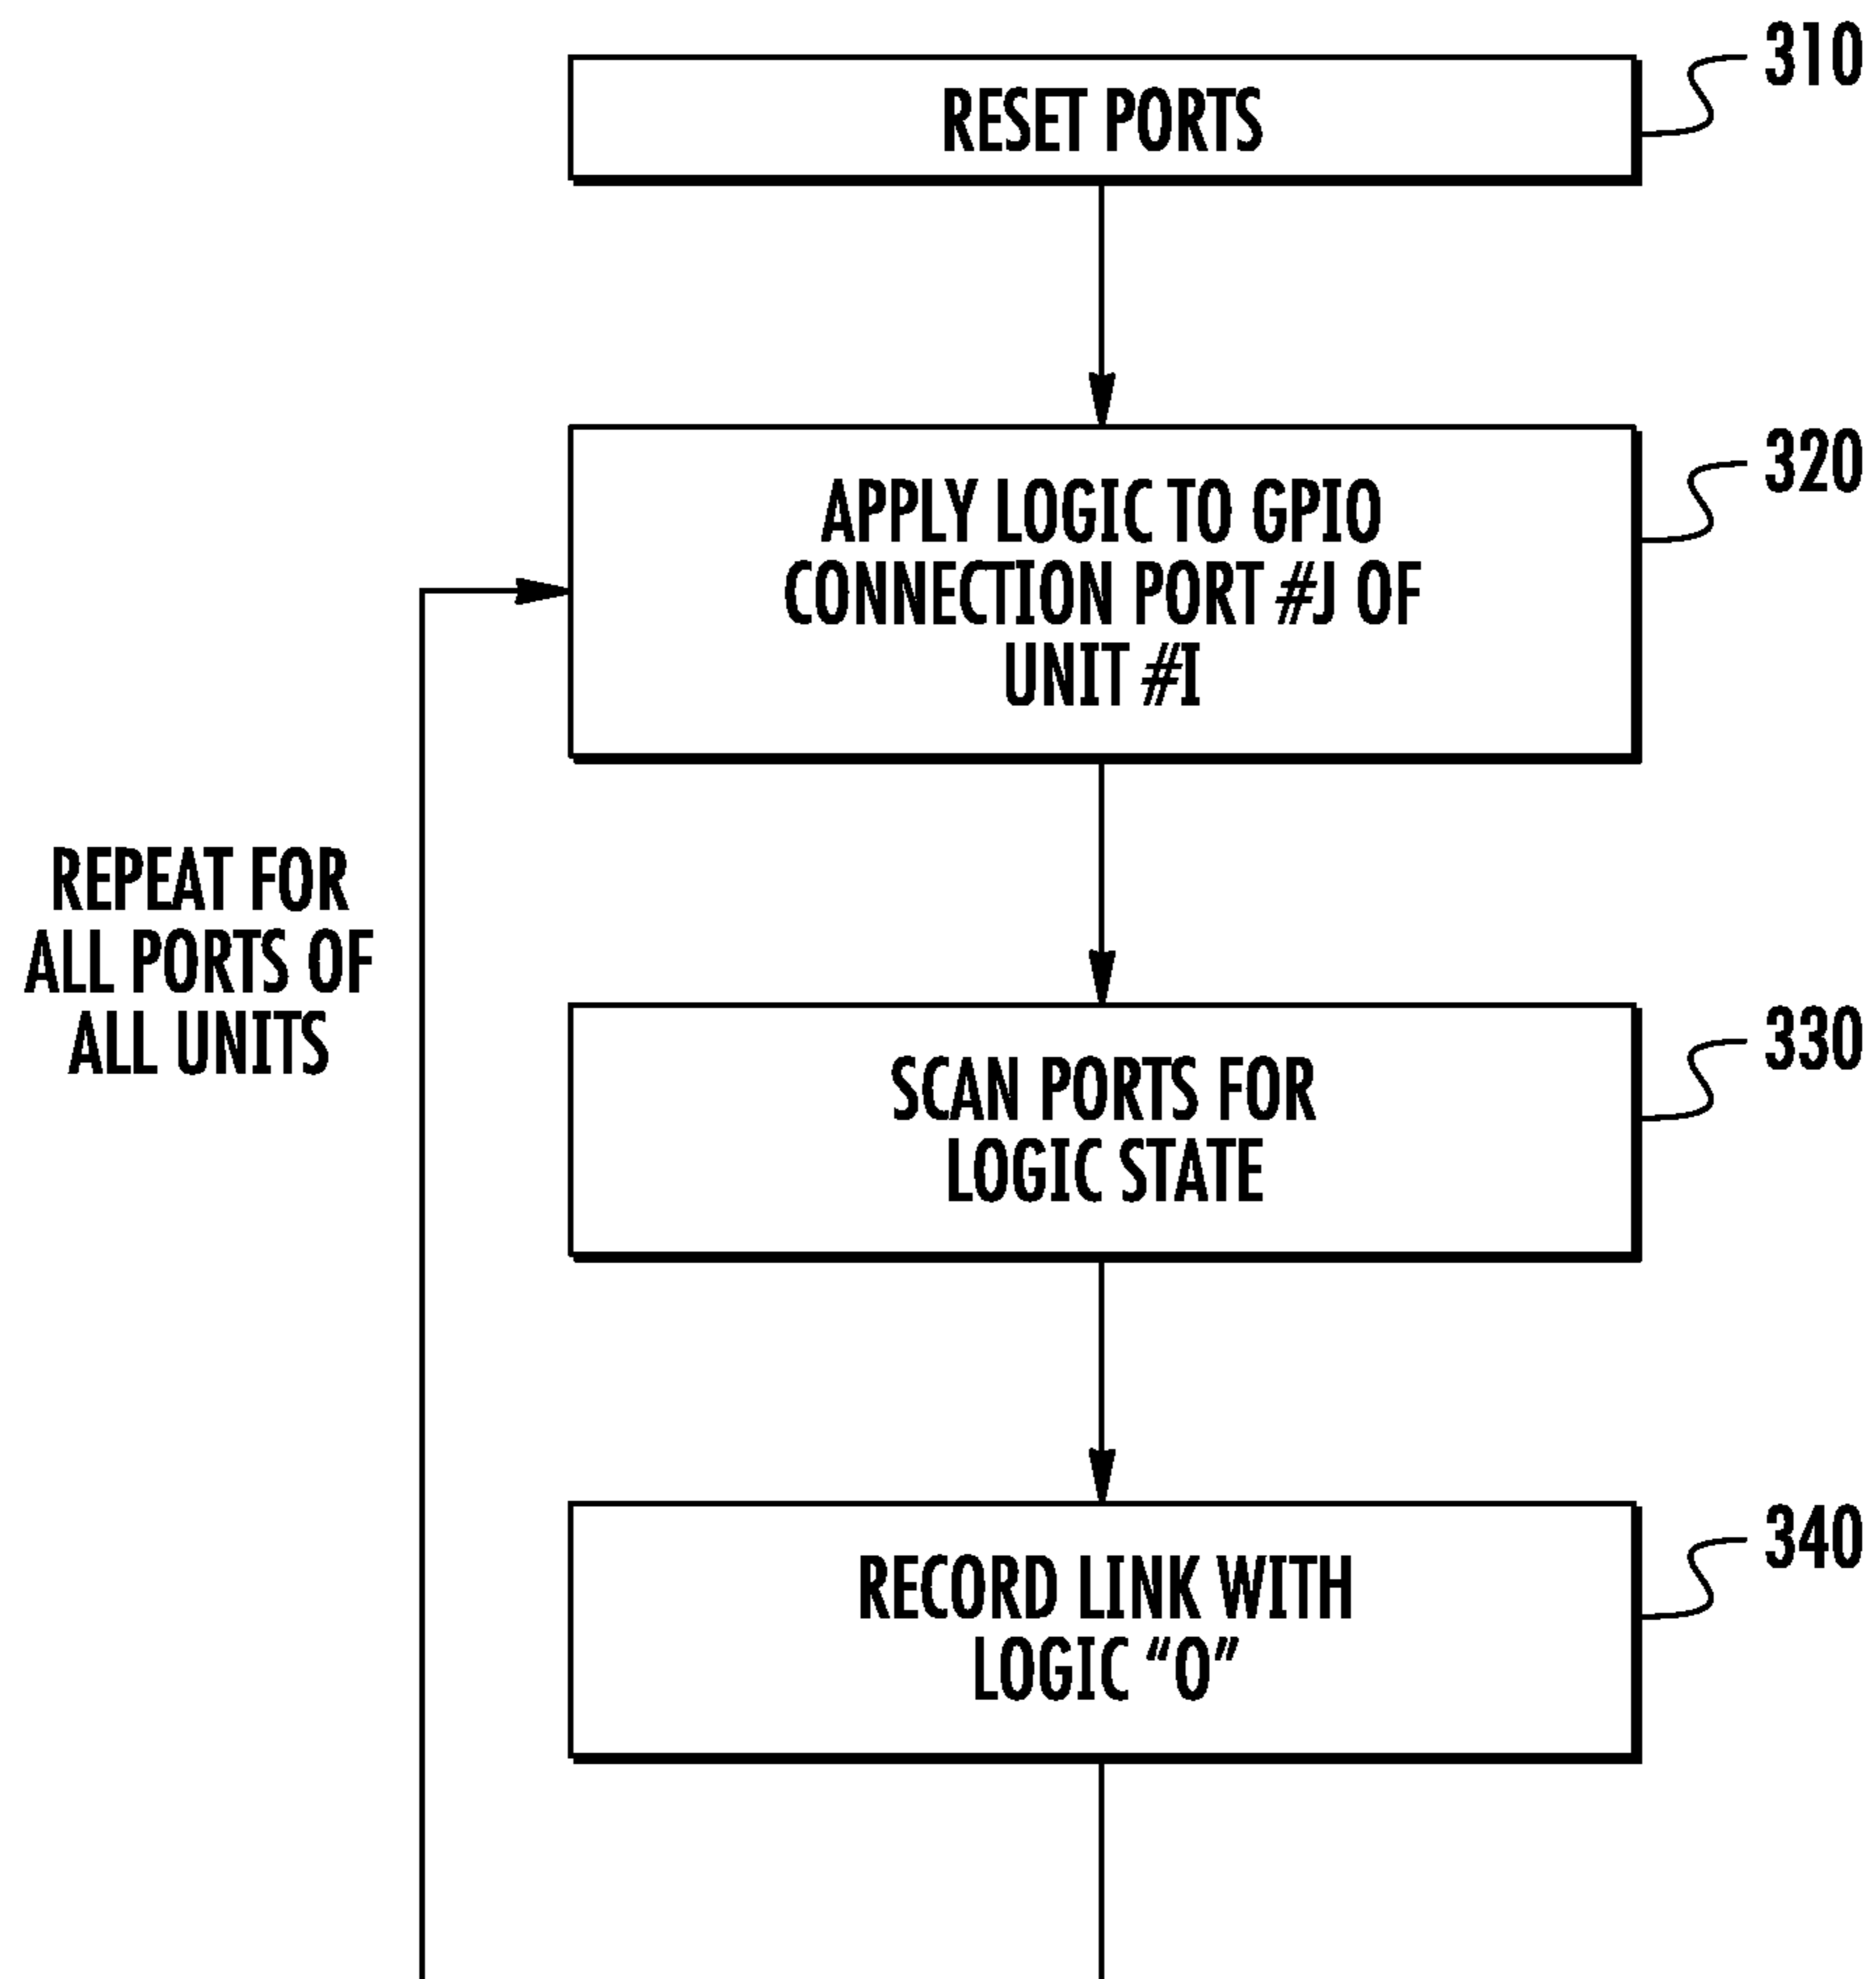 RESET PORTS
310
APPLY LOGIC TO GPIO
CONNECTION PORT #J OF
UNIT #I
320
REPEAT FOR
ALL PORTS OF
ALL UNITS
SCAN PORTS FOR
LOGIC STATE
330
RECORD LINK WITH
LOGIC “0”
340